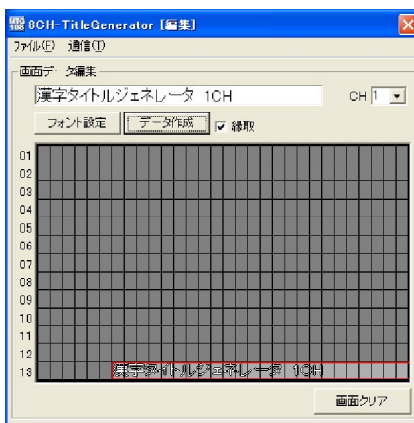 8CH-TitleGenerator [編集]
ファイル(F) 通信(T)
画面データ編集
漢字タイトルジェネレータ 1CH CH 1
フォント設定 データ作成 縁取
01
02
03
04
05
06
07
08
09
10
11
12
13 漢字タイトルジェネレータ 1CH
画面クリア